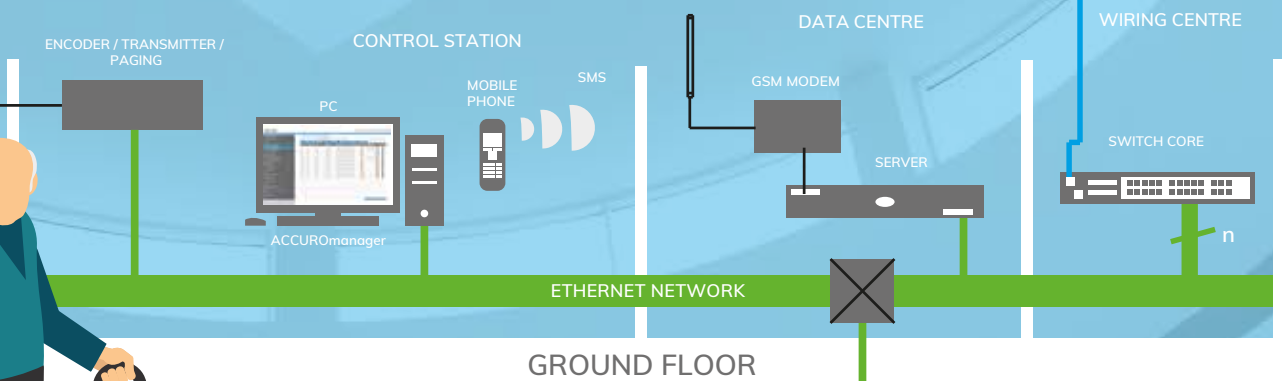 DATA CENTRE
WIRING CENTRE
ENCODER / TRANSMITTER /
PAGING
CONTROL STATION
MOBILE
PHONE
SMS
GSM MODEM
PC
SWITCH CORE
SERVER
ACCUROmanager
n
ETHERNET NETWORK
GROUND FLOOR